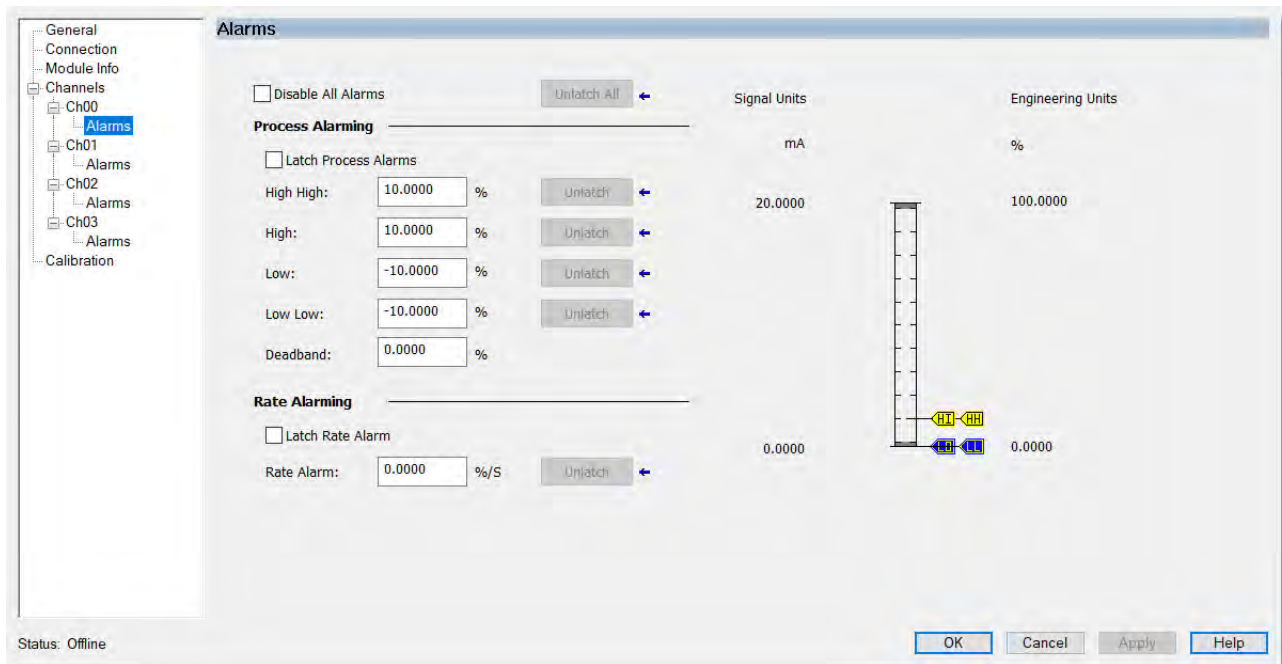 General
Connection
Module Info
Channels
Ch00
Alarms
Ch01
Alarms
Ch02
Alarms
Ch03
Alarms
Calibration
Alarms
Disable All Alarms Unlatch All
Process Alarming
Latch Process Alarms
High High: 10.0000 % Unlatch
High: 10.0000 % Unlatch
Low: -10.0000 % Unlatch
Low Low: -10.0000 % Unlatch
Deadband: 0.0000 %
Rate Alarming
Latch Rate Alarm
Rate Alarm: 0.0000 %/S Unlatch
Signal Units Engineering Units
mA %
20.0000 100.0000
HI HH
0.0000 LO LL 0.0000
Status: Offline
OK Cancel Apply Help